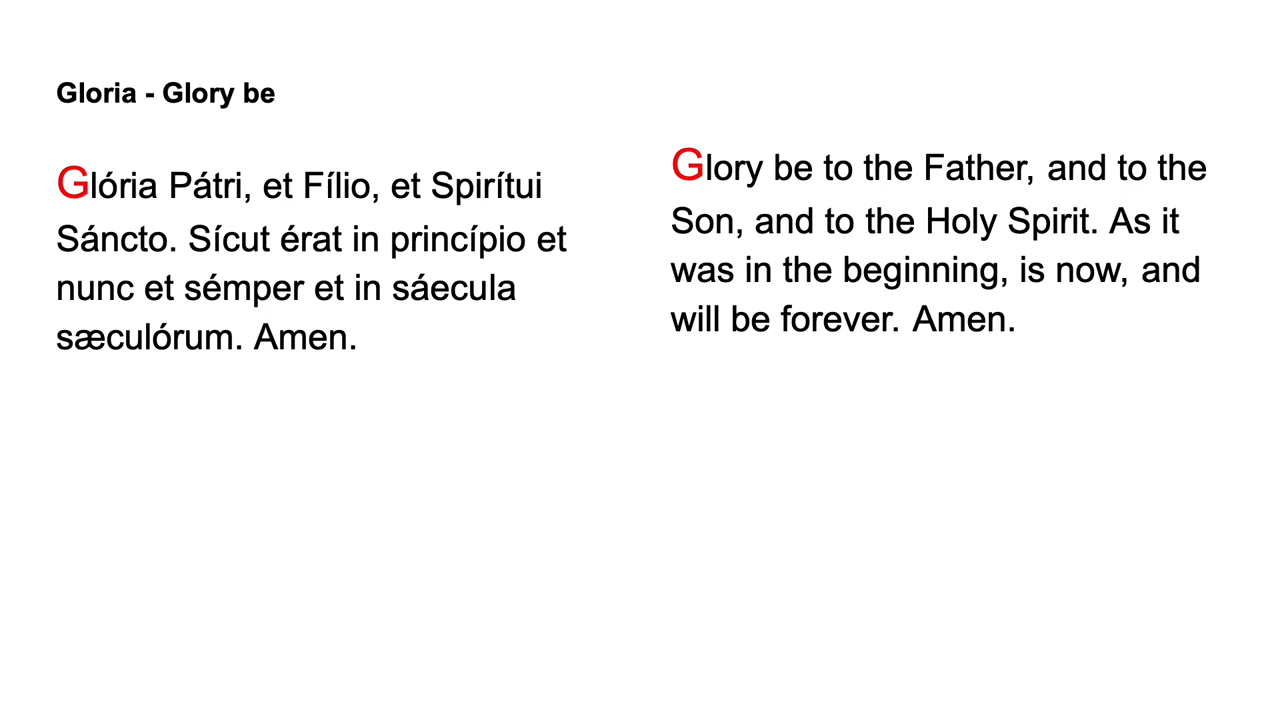 Gloria - Glory be
Glória Pátri, et Fílio, et Spirítui
Sáncto. Sícut érat in princípio et
nunc et sémper et in sáecula
sæculórum. Amen.
Glory be to the Father, and to the
Son, and to the Holy Spirit. As it
was in the beginning, is now, and
will be forever. Amen.